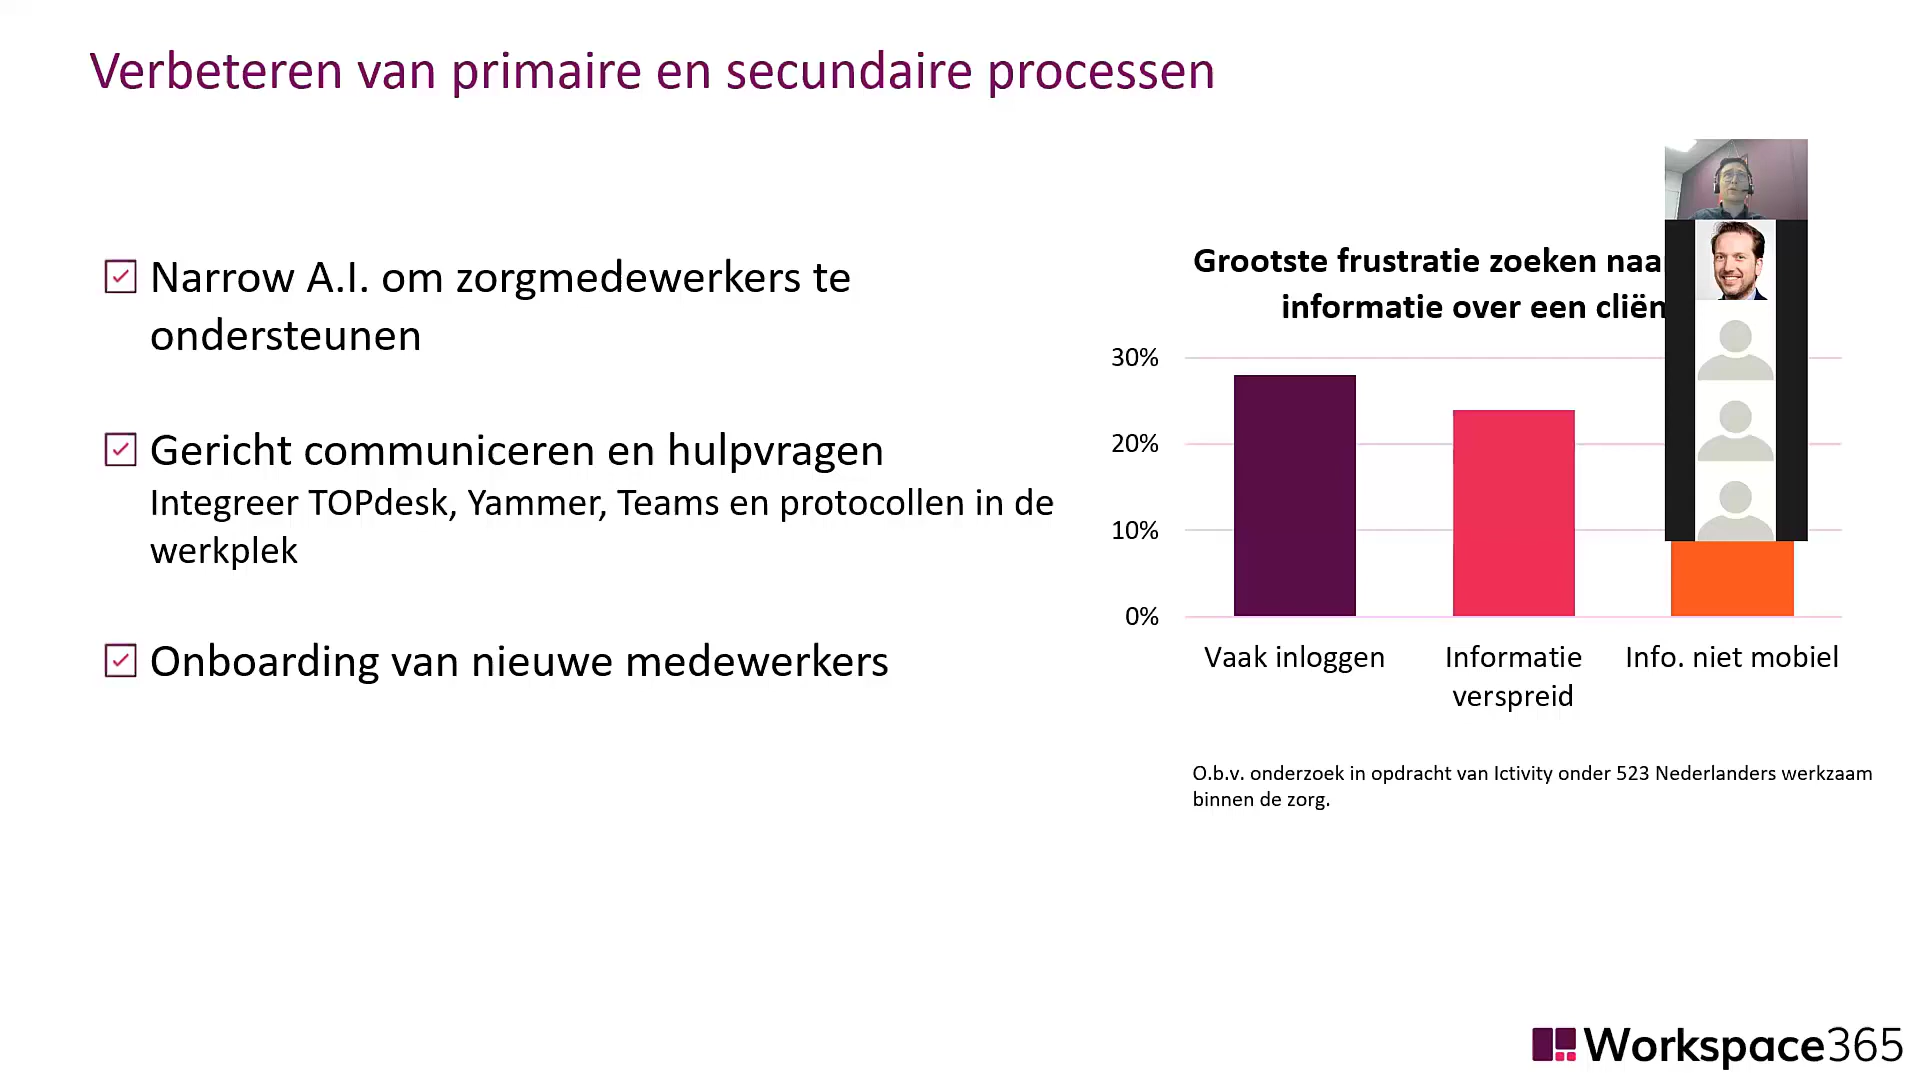 Verbeteren van primaire en secundaire processen
Narrow A.I. om zorgmedewerkers te
ondersteunen
Gericht communiceren en hulpvragen
Integreer TOPdesk, Yammer, Teams en protocollen in de
werkplek
Onboarding van nieuwe medewerkers
Grootste frustratie zoeken naa
informatie over een cliën
30%
20%
10%
0%
Vaak inloggen
Informatie
verspreid
Info. niet mobiel
O.b.v. onderzoek in opdracht van Ictivity onder 523 Nederlanders werkzaam
binnen de zorg.
Workspace365